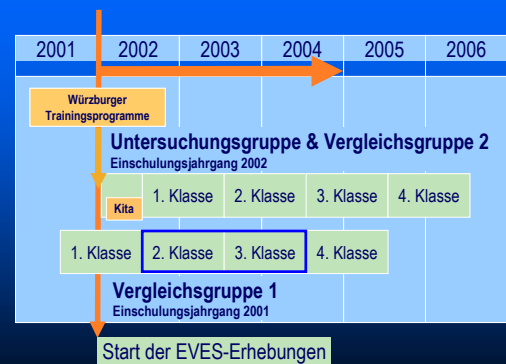 2001 2002 2003 2004 2005 2006
Würzburger
Trainingsprogramme
Untersuchungsgruppe & Vergleichsgruppe 2
Einschulungsjahrgang 2002
Kita 1. Klasse 2. Klasse 3. Klasse 4. Klasse
1. Klasse 2. Klasse 3. Klasse 4. Klasse
Vergleichsgruppe 1
Einschulungsjahrgang 2001
Start der EVES-Erhebungen